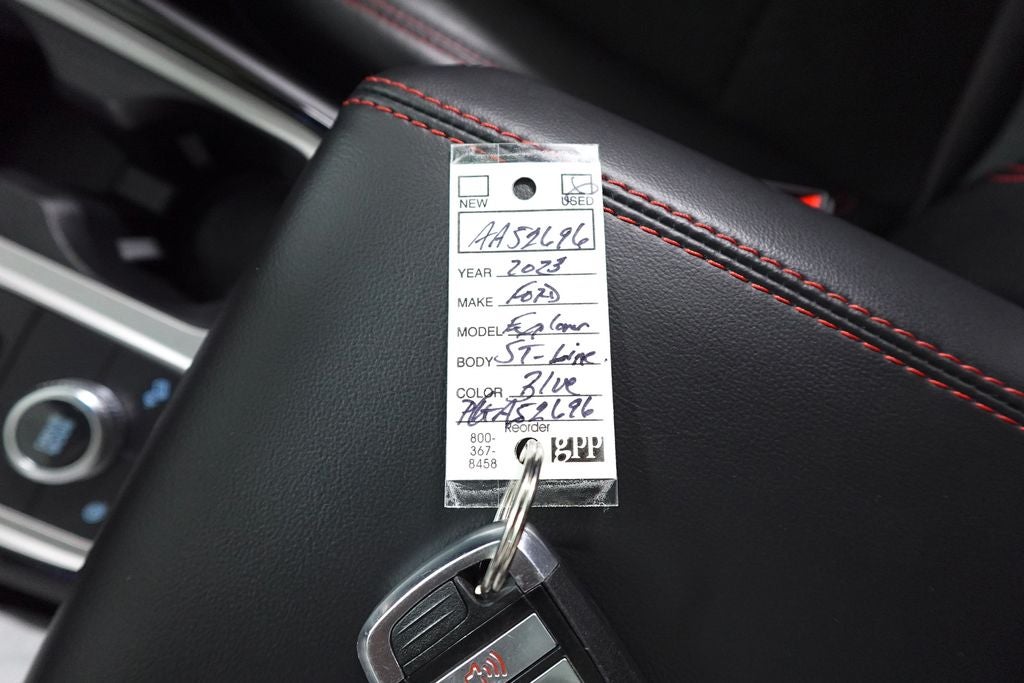 NEW USED
AA52696
YEAR 2023
MAKE FORD
MODEL Explorer
BODY ST-Line
COLOR Blue
PGA52696
Reorder
800-
367-
8458
gpp